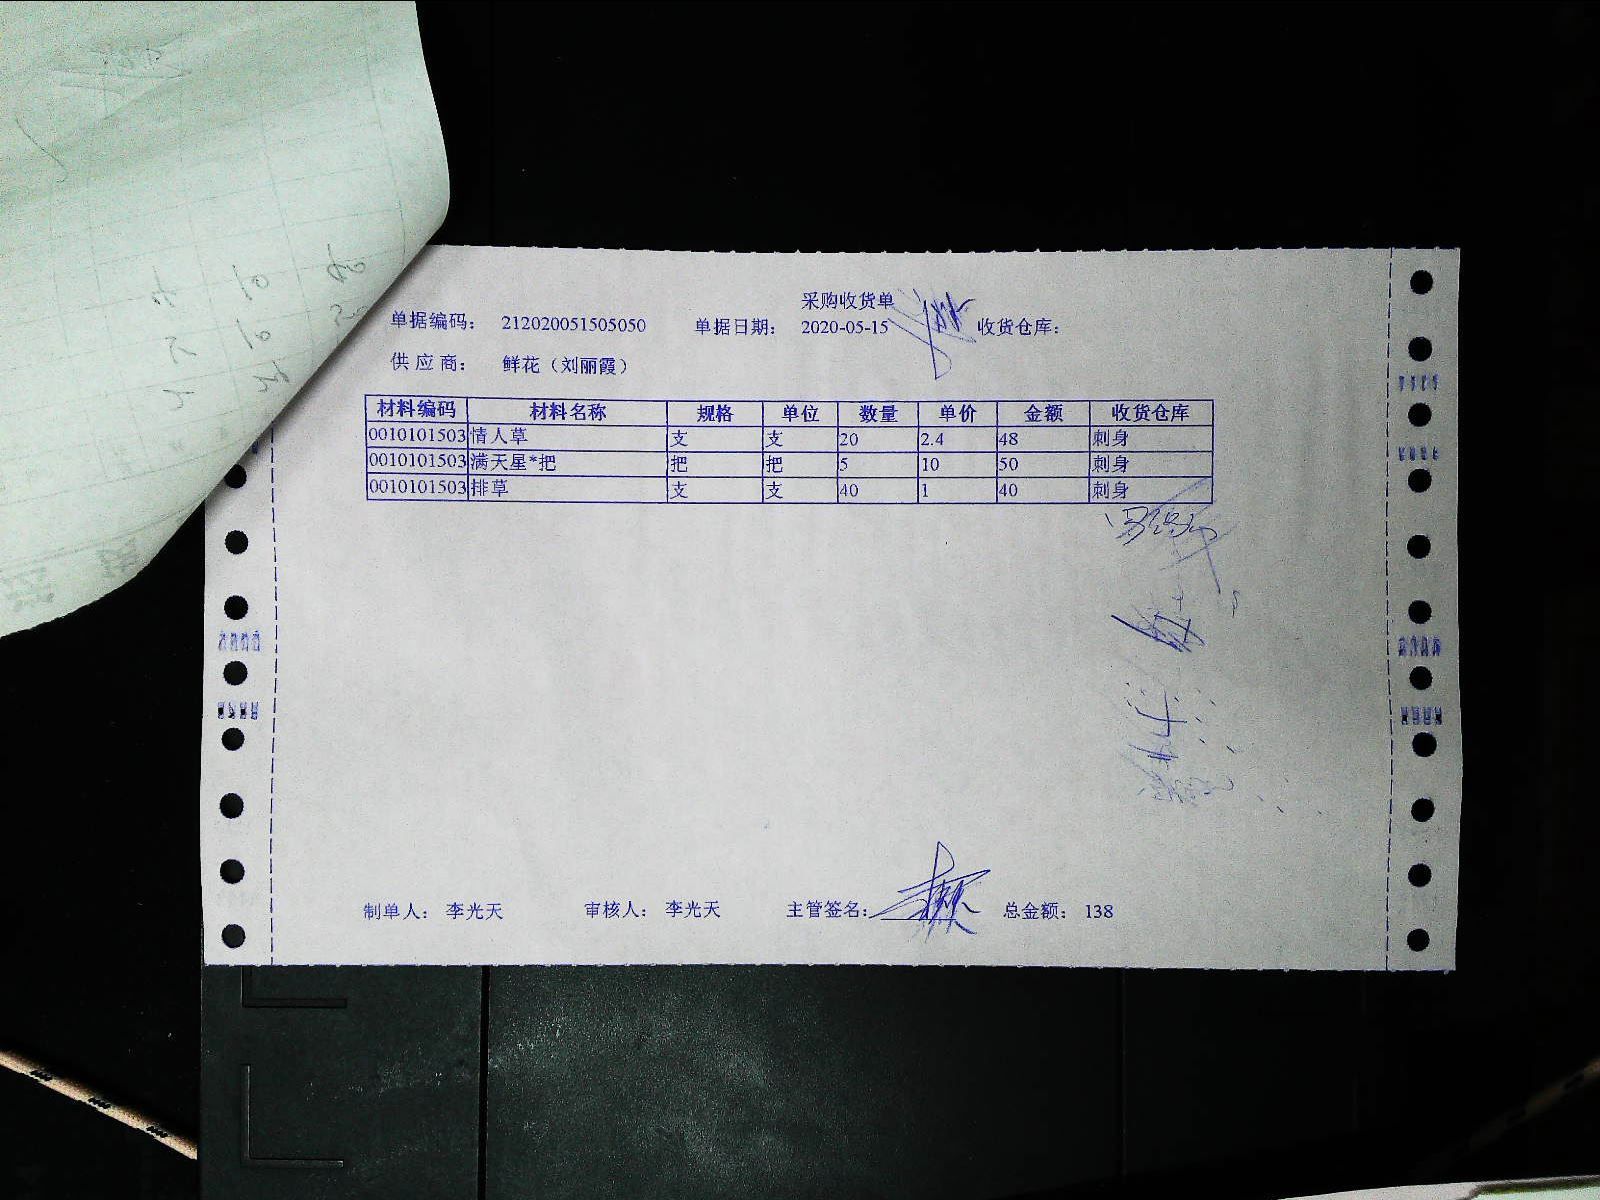 采购收货单
单据编码： 212020051505050 单据日期： 2020-05-15 收货仓库：
供应商： 鲜花（刘丽霞）
材料编码 材料名称 规格 单位 数量 单价 金额 收货仓库
0010101503 情人草 支 支 20 2.4 48 刺身
0010101503 满天星*把 把 把 5 10 50 刺身
0010101503 排草 支 支 40 1 40 刺身
制单人： 李光天 审核人： 李光天 主管签名： 总金额： 138